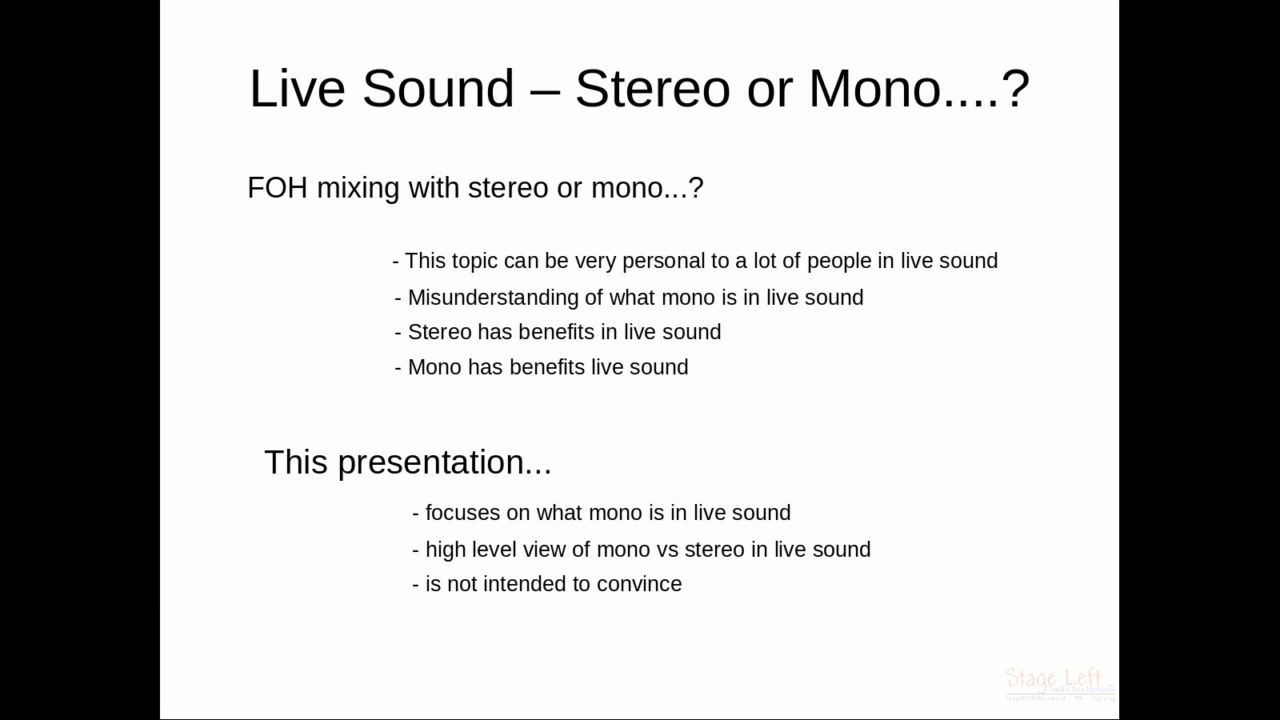 Live Sound – Stereo or Mono....?
FOH mixing with stereo or mono...?
- This topic can be very personal to a lot of people in live sound
- Misunderstanding of what mono is in live sound
- Stereo has benefits in live sound
- Mono has benefits live sound
This presentation...
- focuses on what mono is in live sound
- high level view of mono vs stereo in live sound
- is not intended to convince
Stage Left
Audio Productions